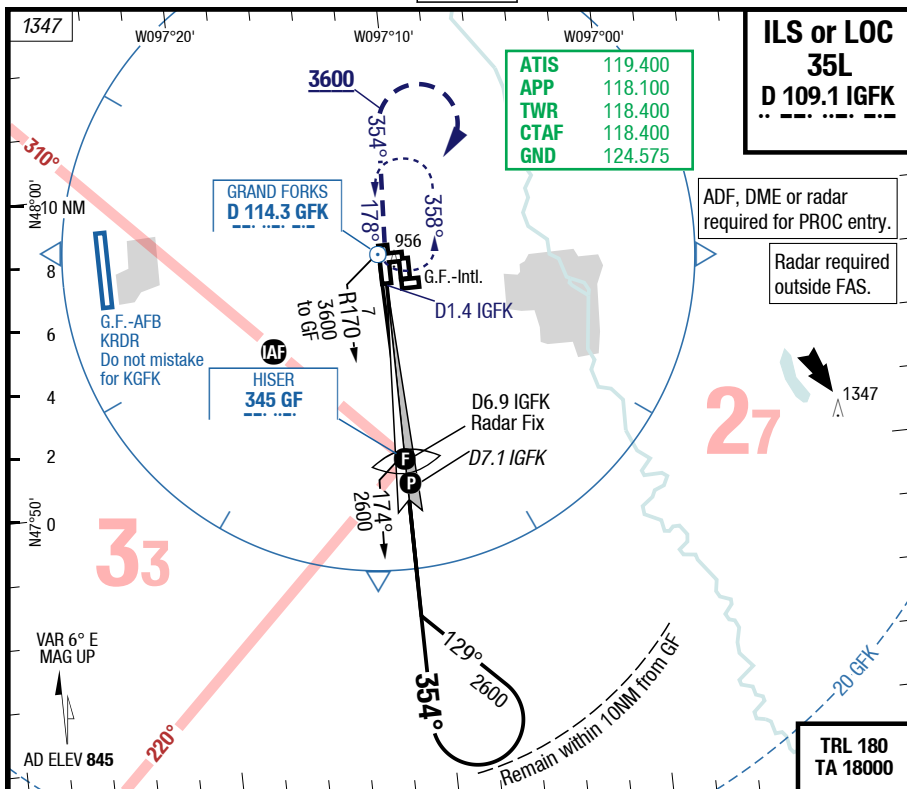 1347
W097°20'
W097°10'
W097°00'
ILS or LOC
35L
D 109.1 IGFK
ATIS 119.400
APP 118.100
TWR 118.400
CTAF 118.400
GND 124.575
3600
354°
310°
N48°00'
10 NM
GRAND FORKS
D 114.3 GFK
178°
358°
956
G.F.-Intl.
D1.4 IGFK
ADF, DME or radar
required for PROC entry.
Radar required
outside FAS.
8
6
4
2
0
N47°50'
G.F.-AFB
KRDR
Do not mistake
for KGFK
R170
7
3600
to GF
IAF
HISER
345 GF
D6.9 IGFK
Radar Fix
F
D7.1 IGFK
P
174°
2600
1347
27
33
VAR 6° E
MAG UP
AD ELEV 845
220°
354°
129°
2600
Remain within 10NM from GF
20 GFK
TRL 180
TA 18000